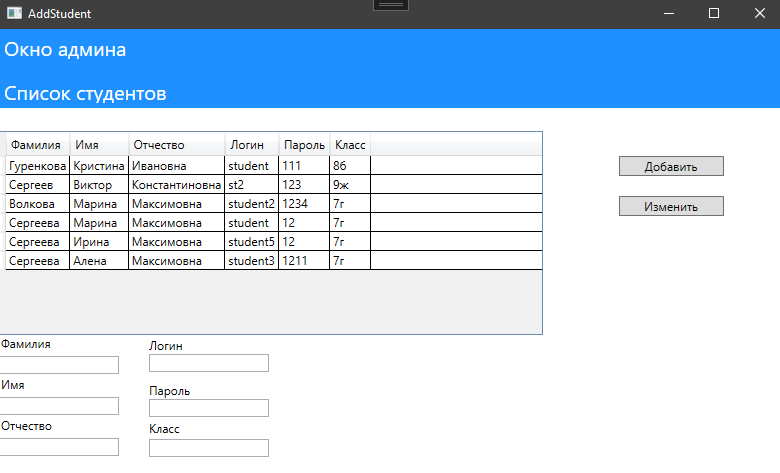 AddStudent
Окно админа
Список студентов
Фамилия Имя Отчество Логин Пароль Класс
Гуренкова Кристина Ивановна student 111 8б
Сергеев Виктор Константиновна st2 123 9ж
Волкова Марина Максимовна student2 1234 7г
Сергеева Марина Максимовна student 12 7г
Сергеева Ирина Максимовна student5 12 7г
Сергеева Алена Максимовна student3 1211 7г
Добавить
Изменить
Фамилия Логин
Имя Пароль
Отчество Класс